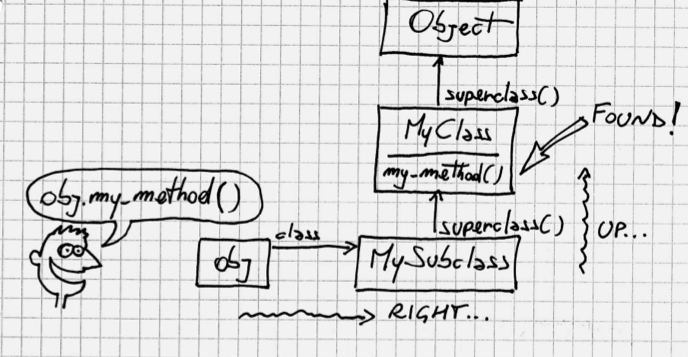 Object
superclass()
MyClass
my_method()
FOUND!
obj.my_method()
superclass()
UP...
class
obj
MySubclass
RIGHT...